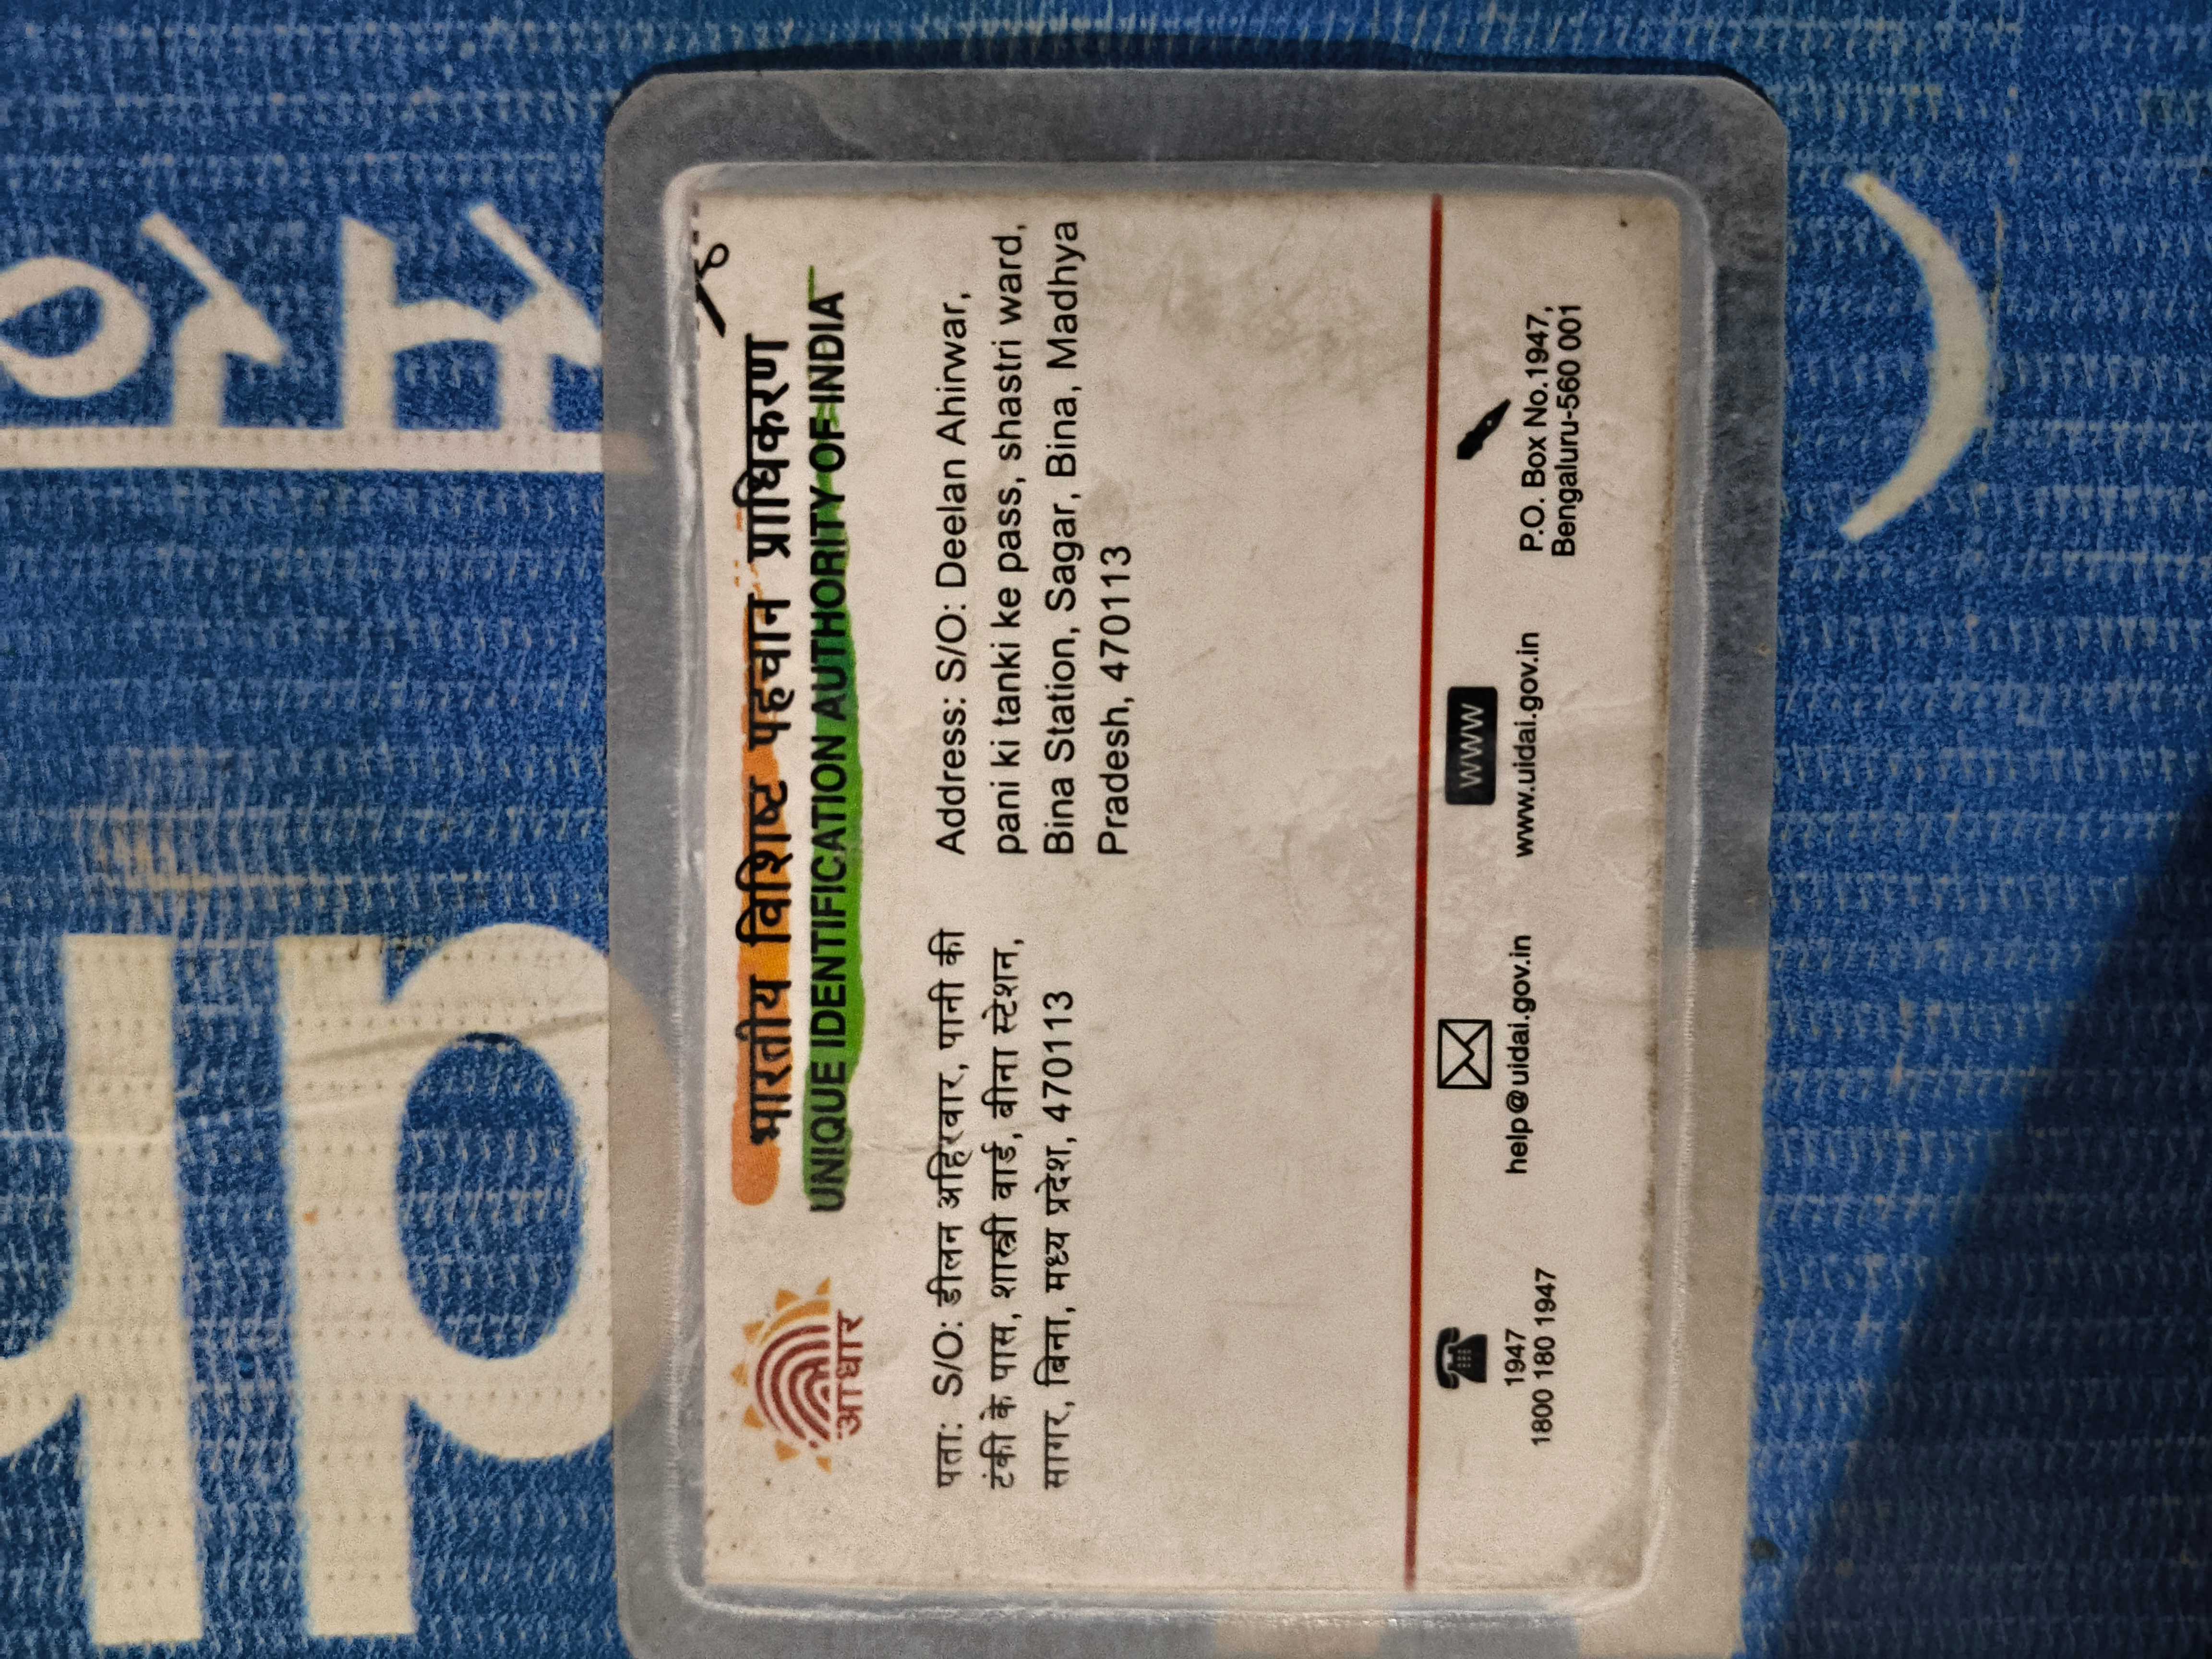 भारतीय विशिष्ट पहचान प्राधिकरण
UNIQUE IDENTIFICATION AUTHORITY OF INDIA
आधार
पता: S/O: डीलन अहिरवार, पानी की
टंकी के पास, शास्त्री वार्ड, बीना स्टेशन,
सागर, बिना, मध्य प्रदेश, 470113
Address: S/O: Deelan Ahirwar,
pani ki tanki ke pass, shastri ward,
Bina Station, Sagar, Bina, Madhya
Pradesh, 470113
1947
1800 180 1947
help@uidai.gov.in
www
www.uidai.gov.in
P.O. Box No.1947,
Bengaluru-560 001